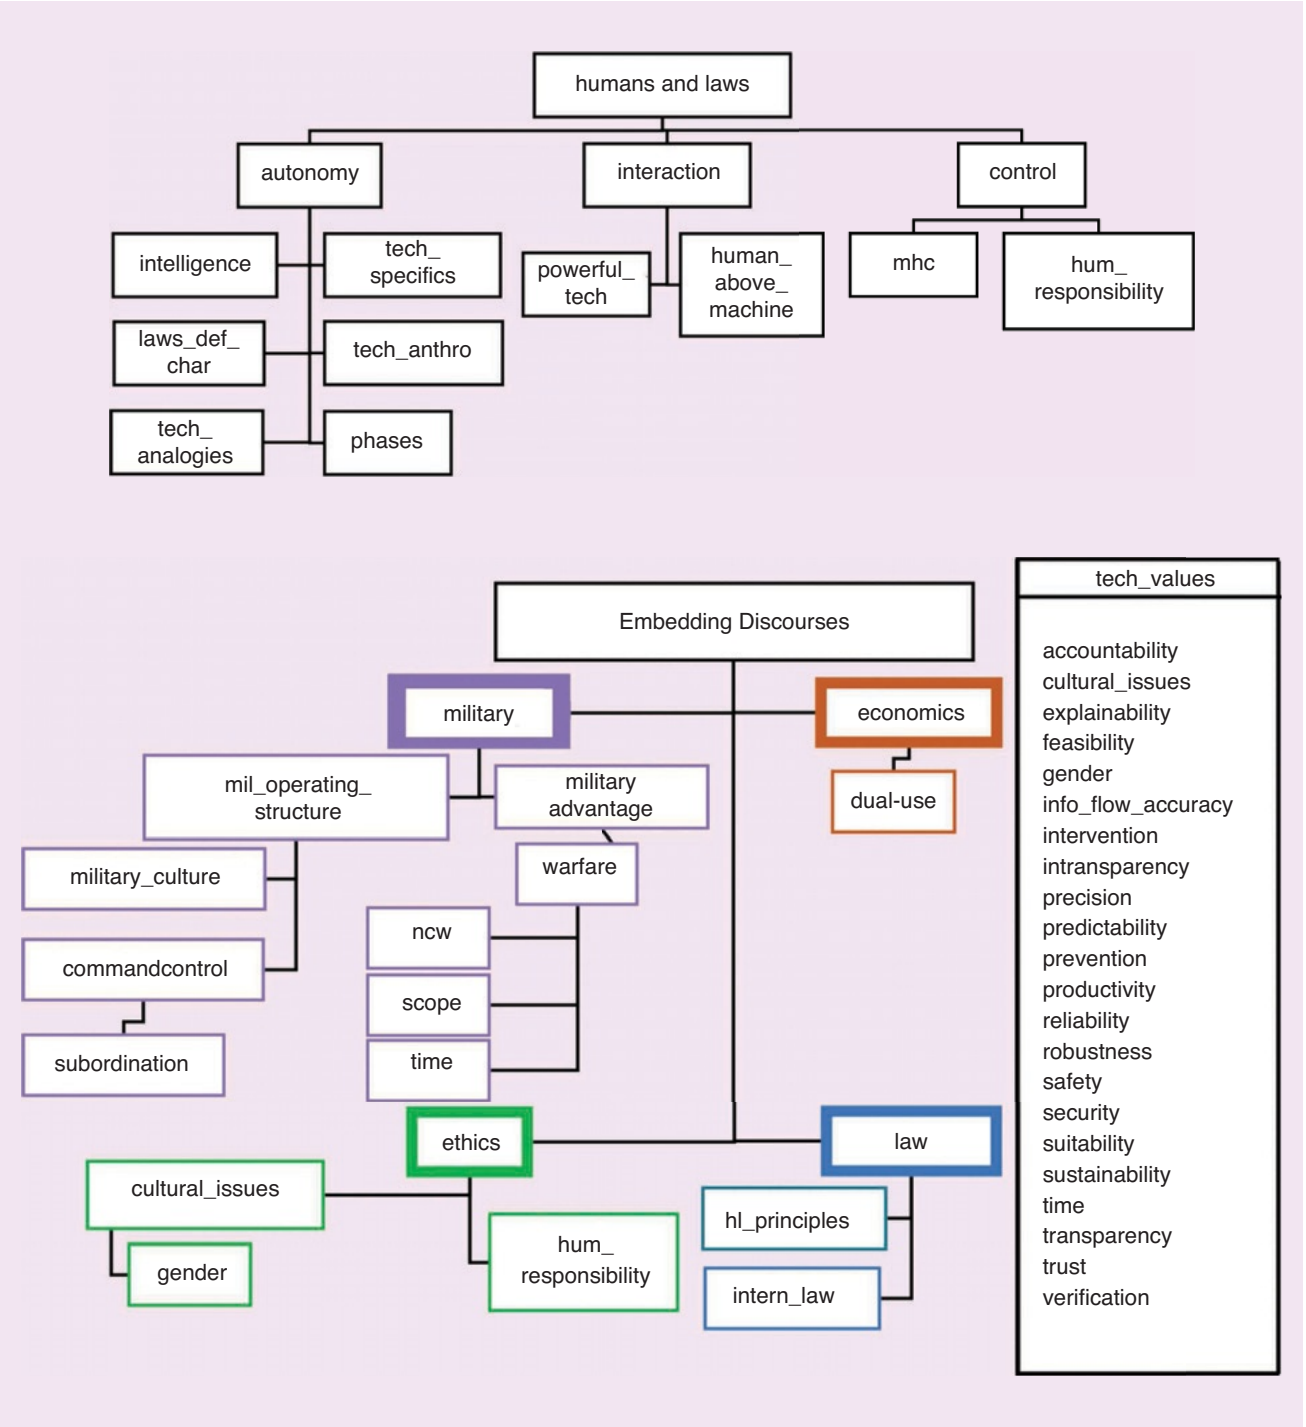 humans and laws
autonomy
interaction
control
intelligence
tech_
specifics
powerful_
tech
human_
above_
machine
mhc
hum_
responsibility
laws_def_
char
tech_anthro
tech_
analogies
phases
Embedding Discourses
military
economics
mil_operating_
structure
military
advantage
dual-use
military_culture
warfare
commandcontrol
ncw
scope
subordination
time
ethics
law
cultural_issues
gender
hum_
responsibility
hl_principles
intern_law
tech_values
accountability
cultural_issues
explainability
feasibility
gender
info_flow_accuracy
intervention
intransparency
precision
predictability
prevention
productivity
reliability
robustness
safety
security
suitability
sustainability
time
transparency
trust
verification